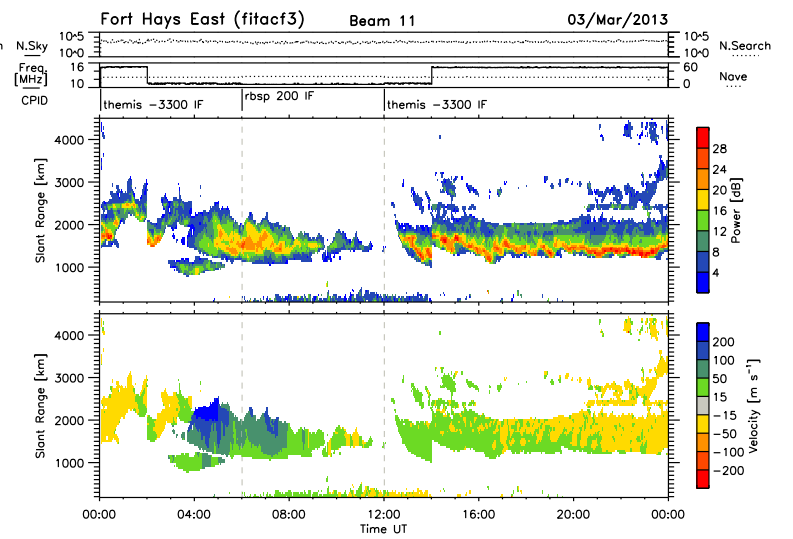 Fort Hays East (fitacf3) Beam 11 03/Mar/2013
n N.Sky 10^5 10^0 10^5 10^0 N.Search
Freq. [MHz] 16 10 60 0 Nave
CPID themis -3300 IF rbsp 200 IF themis -3300 IF
Slant Range [km]
4000
3000
2000
1000
Power [dB]
28
24
20
16
12
8
4
Slant Range [km]
4000
3000
2000
1000
Velocity [m s⁻¹]
200
100
50
15
-15
-50
-100
-200
00:00 04:00 08:00 12:00 16:00 20:00 00:00
Time UT